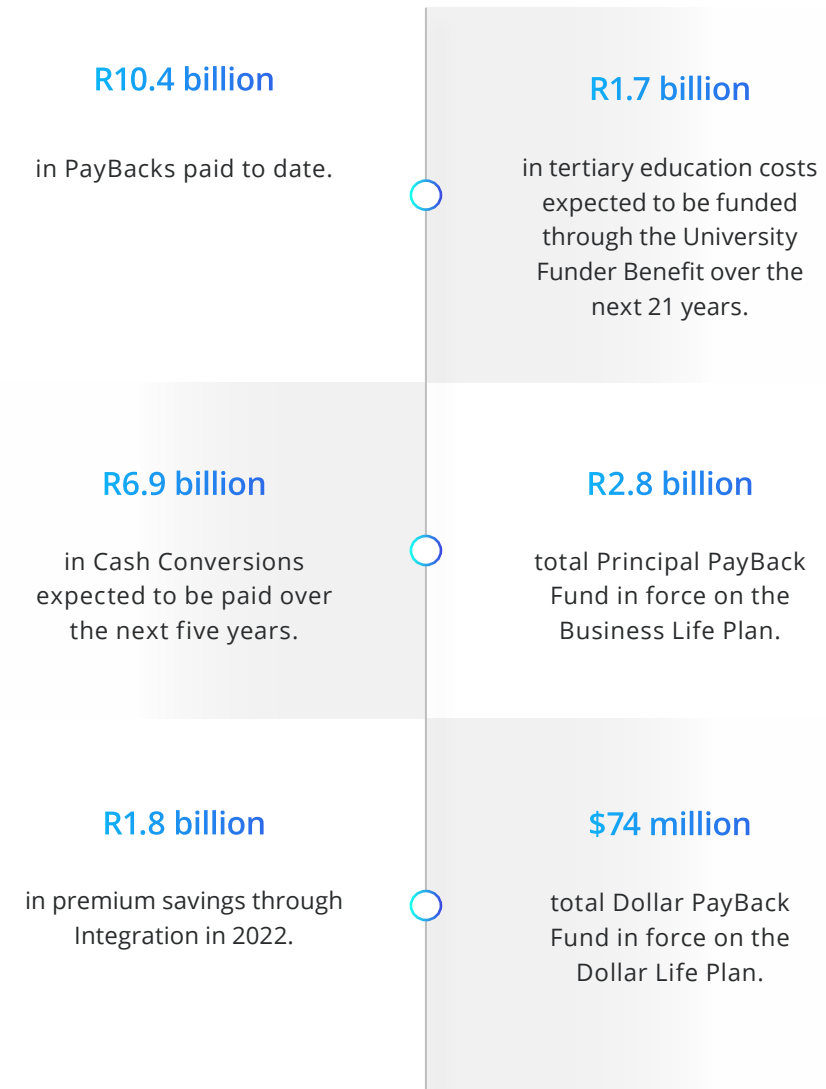 R10.4 billion
in PayBacks paid to date.
R1.7 billion
in tertiary education costs
expected to be funded
through the University
Funder Benefit over the
next 21 years.
R6.9 billion
in Cash Conversions
expected to be paid over
the next five years.
R2.8 billion
total Principal PayBack
Fund in force on the
Business Life Plan.
R1.8 billion
in premium savings through
Integration in 2022.
$74 million
total Dollar PayBack
Fund in force on the
Dollar Life Plan.